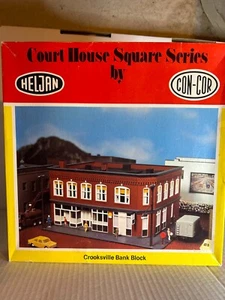 Court House Square Series
by
HELJAN
CON-COR
Crooksville Bank Block